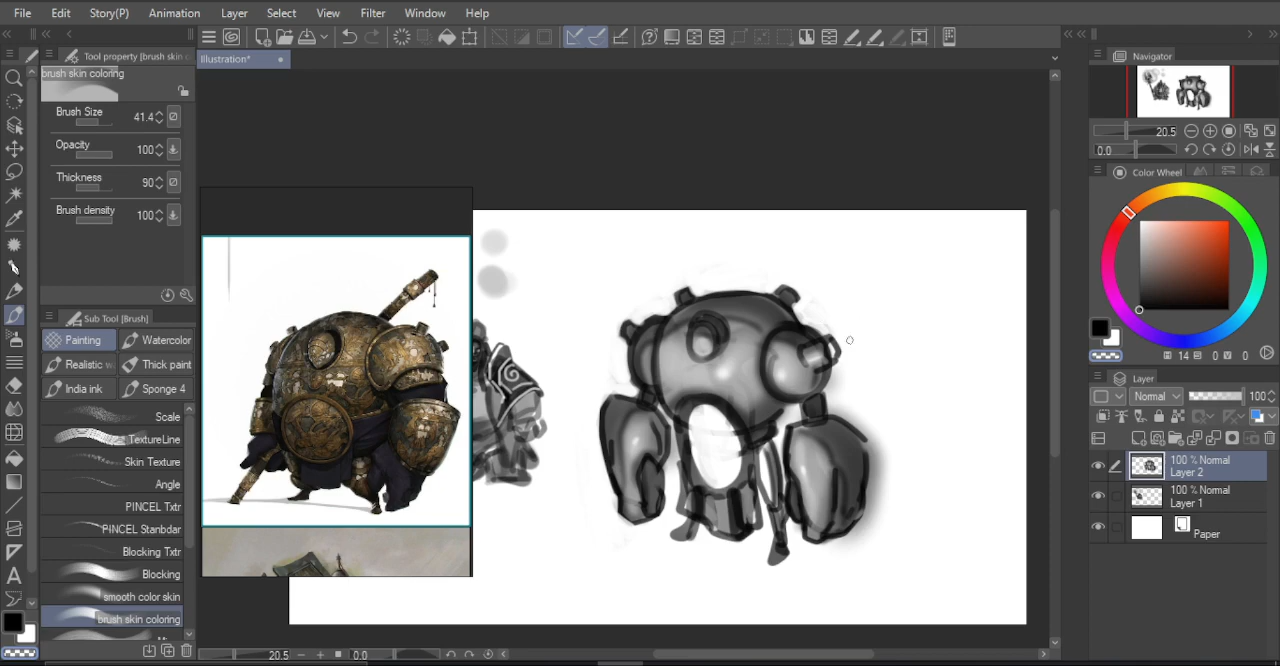 File Edit Story(P) Animation Layer Select View Filter Window Help
Tool property [brush skin
brush skin coloring
Brush Size 41.4
Opacity 100
Thickness 90
Brush density 100
Sub Tool [Brush]
Painting Watercolor
Realistic w Thick paint
India ink Sponge 4
Scale
TextureLine
Skin Texture
Angle
PINCEL Txtr
PINCEL Stanbdar
Blocking Txtr
Blocking
smooth color skin
brush skin coloring
Illustration*
20.5 0.0
Navigator
20.5
0.0
Color Wheel
H 14 S 0 V 0
Layer
Normal 100
100 % Normal
Layer 2
100 % Normal
Layer 1
Paper